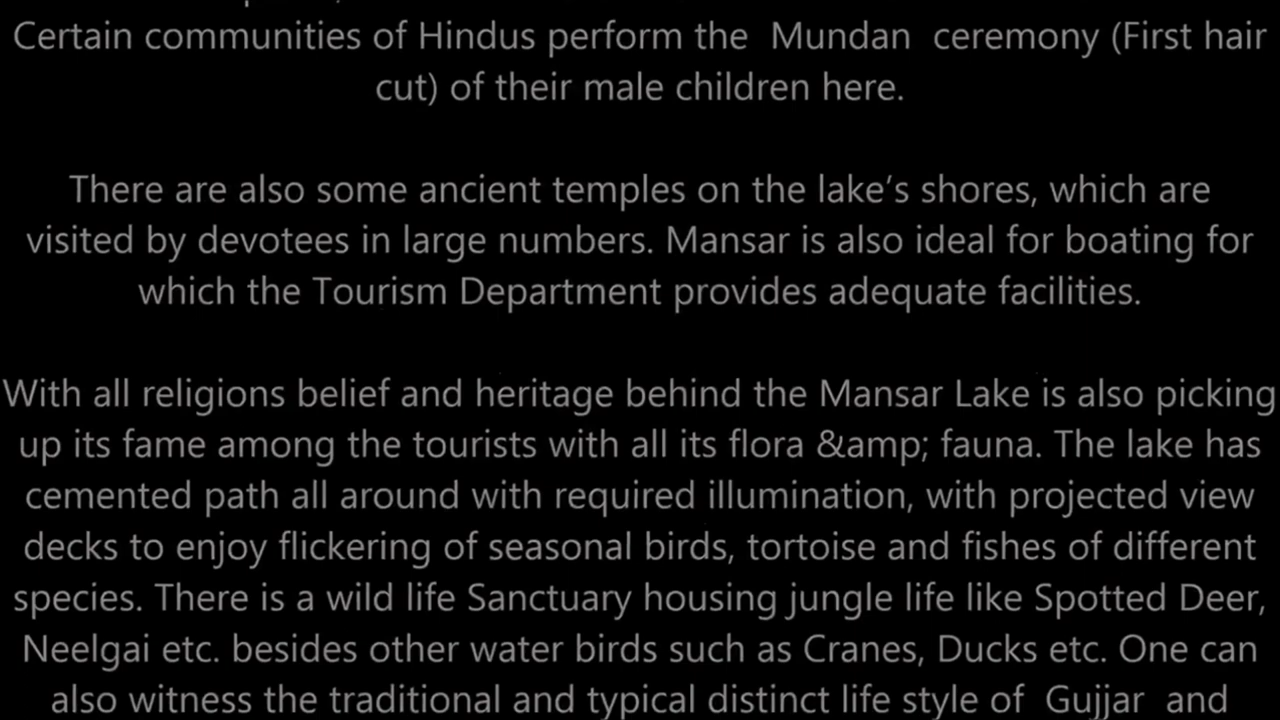 Certain communities of Hindus perform the  Mundan  ceremony (First hair
cut) of their male children here.
There are also some ancient temples on the lake’s shores, which are
visited by devotees in large numbers. Mansar is also ideal for boating for
which the Tourism Department provides adequate facilities.
With all religions belief and heritage behind the Mansar Lake is also picking
up its fame among the tourists with all its flora &amp; fauna. The lake has
cemented path all around with required illumination, with projected view
decks to enjoy flickering of seasonal birds, tortoise and fishes of different
species. There is a wild life Sanctuary housing jungle life like Spotted Deer,
Neelgai etc. besides other water birds such as Cranes, Ducks etc. One can
also witness the traditional and typical distinct life style of  Gujjar  and